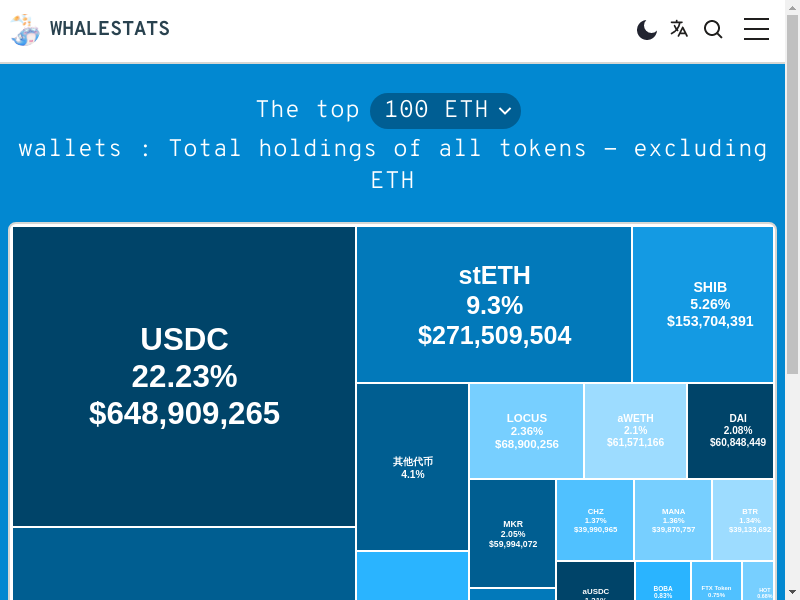 WHALESTATS
The top 100 ETH
wallets : Total holdings of all tokens - excluding
ETH
USDC
22.23%
$648,909,265
stETH
9.3%
$271,509,504
SHIB
5.26%
$153,704,391
其他代币
4.1%
LOCUS
2.36%
$68,900,256
aWETH
2.1%
$61,571,166
DAI
2.08%
$60,848,449
MKR
2.05%
$59,994,072
CHZ
1.37%
$39,990,965
MANA
1.36%
$39,870,757
BTR
1.34%
$39,133,692
aUSDC
BOBA
0.83%
FTX Token
0.75%
HOT